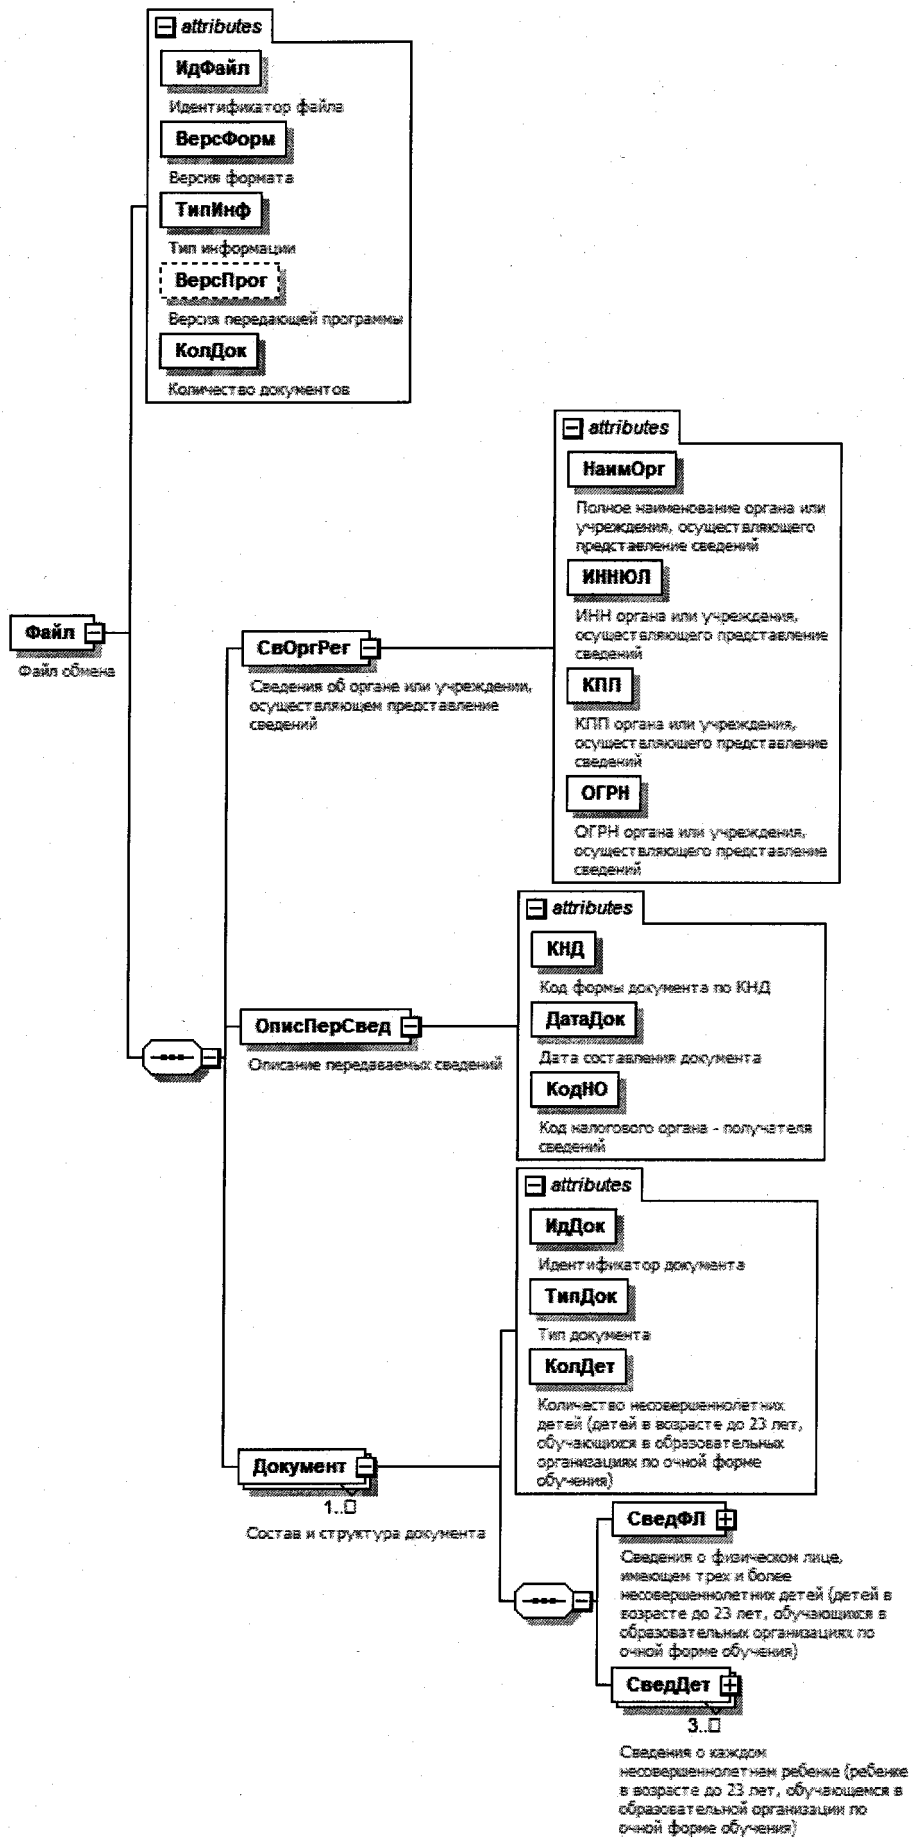 attributes
ИдФайл
Идентификатор файла
ВерсФорм
Версия формата
ТипИнф
Тип информации
ВерсПрог
Версия передающей программы
КолДок
Количество документов
Файл
Файл обмена
СвОргРег
Сведения об органе или учреждении,
осуществляющем представление
сведений
attributes
НаимОрг
Полное наименование органа или
учреждения, осуществляющего
представление сведений
ИННЮЛ
ИНН органа или учреждения,
осуществляющего представление
сведений
КПП
КПП органа или учреждения,
осуществляющего представление
сведений
ОГРН
ОГРН органа или учреждения,
осуществляющего представление
сведений
ОписПерСвед
Описание передаваемых сведений
attributes
КНД
Код формы документа по КНД
ДатаДок
Дата составления документа
КодНО
Код налогового органа - получателя
сведений
Документ
1..
Состав и структура документа
attributes
ИдДок
Идентификатор документа
ТипДок
Тип документа
КолДет
Количество несовершеннолетних
детей (детей в возрасте до 23 лет,
обучающихся в образовательных
организациях по очной форме
обучения)
СведФЛ
Сведения о физическом лице,
имеющем трех и более
несовершеннолетних детей (детей в
возрасте до 23 лет, обучающихся в
образовательных организациях по
очной форме обучения)
СведДет
3..
Сведения о каждом
несовершеннолетнем ребенке (ребенке
в возрасте до 23 лет, обучающемся в
образовательной организации по
очной форме обучения)